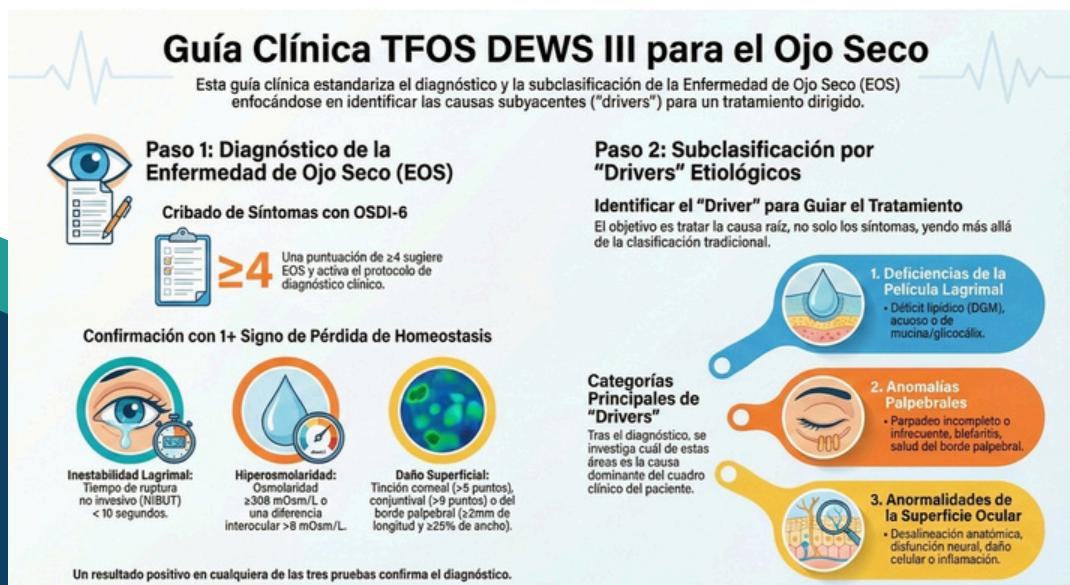 Guía Clínica TFOS DEWS III para el Ojo Seco
Esta guía clínica estandariza el diagnóstico y la subclasificación de la Enfermedad de Ojo Seco (EOS)
enfocándose en identificar las causas subyacentes ("drivers") para un tratamiento dirigido.
Paso 1: Diagnóstico de la
Enfermedad de Ojo Seco (EOS)
Cribado de Síntomas con OSDI-6
≥4
Una puntuación de ≥4 sugiere
EOS y activa el protocolo de
diagnóstico clínico.
Confirmación con 1+ Signo de Pérdida de Homeostasis
Inestabilidad Lagrimal:
Tiempo de ruptura
no invasivo (NIBUT)
< 10 segundos.
Hiperosmolaridad:
Osmolaridad
≥308 mOsm/L o
una diferencia
interocular >8 mOsm/L.
Daño Superficial:
Tinción corneal (>5 puntos),
conjuntival (>9 puntos) o del
borde palpebral (≥2mm de
longitud y ≥25% de ancho).
Un resultado positivo en cualquiera de las tres pruebas confirma el diagnóstico.
Paso 2: Subclasificación por
"Drivers" Etiológicos
Identificar el "Driver" para Guiar el Tratamiento
El objetivo es tratar la causa raíz, no solo los síntomas, yendo más allá
de la clasificación tradicional.
Categorías
Principales de
"Drivers"
Tras el diagnóstico, se
investiga cuál de estas
áreas es la causa
dominante del cuadro
clínico del paciente.
1. Deficiencias de la
Película Lagrimal
• Déficit lipídico (DGM),
acuoso o de
mucina/glicocálix.
2. Anomalías
Palpebrales
• Parpadeo incompleto o
infrecuente, blefaritis,
salud del borde palpebral.
3. Anormalidades de
la Superficie Ocular
• Desalineación anatómica,
disfunción neural, daño
celular o inflamación.